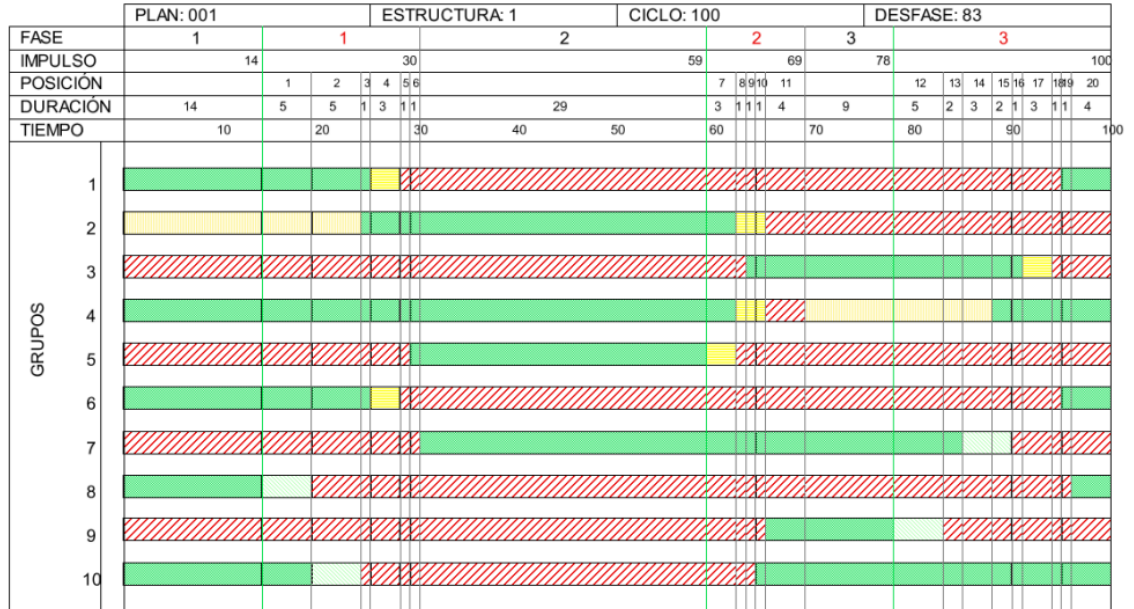 PLAN: 001 ESTRUCTURA: 1 CICLO: 100 DESFASE: 83
FASE 1 1 2 2 3 3
IMPULSO 14 30 59 69 78 100
POSICIÓN 1 2 3 4 5 6 7 8 9 10 11 12 13 14 15 16 17 18 19 20
DURACIÓN 14 5 5 1 3 1 1 29 3 1 1 1 4 9 5 2 3 2 1 3 1 1 4
TIEMPO 10 20 30 40 50 60 70 80 90 100
GRUPOS
1
2
3
4
5
6
7
8
9
10